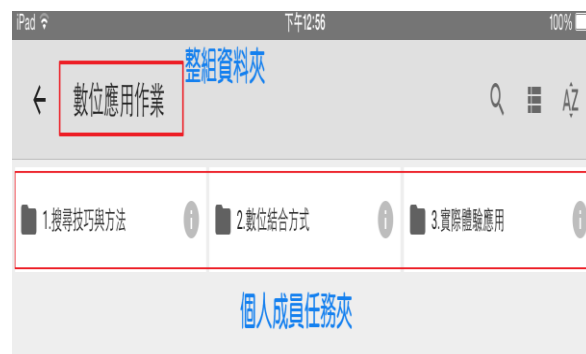 iPad 下午12:56 100%
整組資料夾
數位應用作業
AZ
1.搜尋技巧與方法 2.數位結合方式 3.實際體驗應用
個人成員任務夾